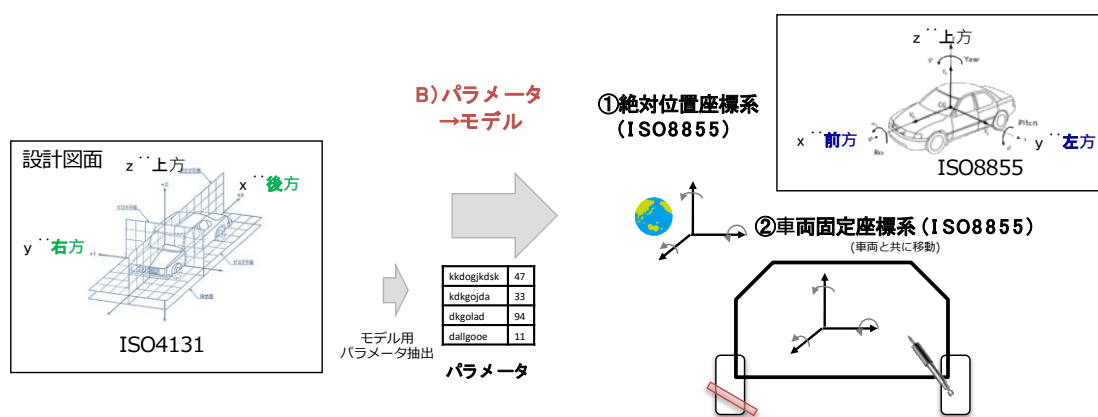 設計図面
z¨上方
x¨後方
y¨右方
ISO4131
モデル用
パラメータ抽出
B)パラメータ
→モデル
kkdogjkdsk 47
kdkgojda 33
dkgolad 94
dallgooe 11
パラメータ
①絶対位置座標系
(ISO8855)
z¨上方
Yaw
x¨前方
y¨左方
ISO8855
②車両固定座標系(ISO8855)
(車両と共に移動)